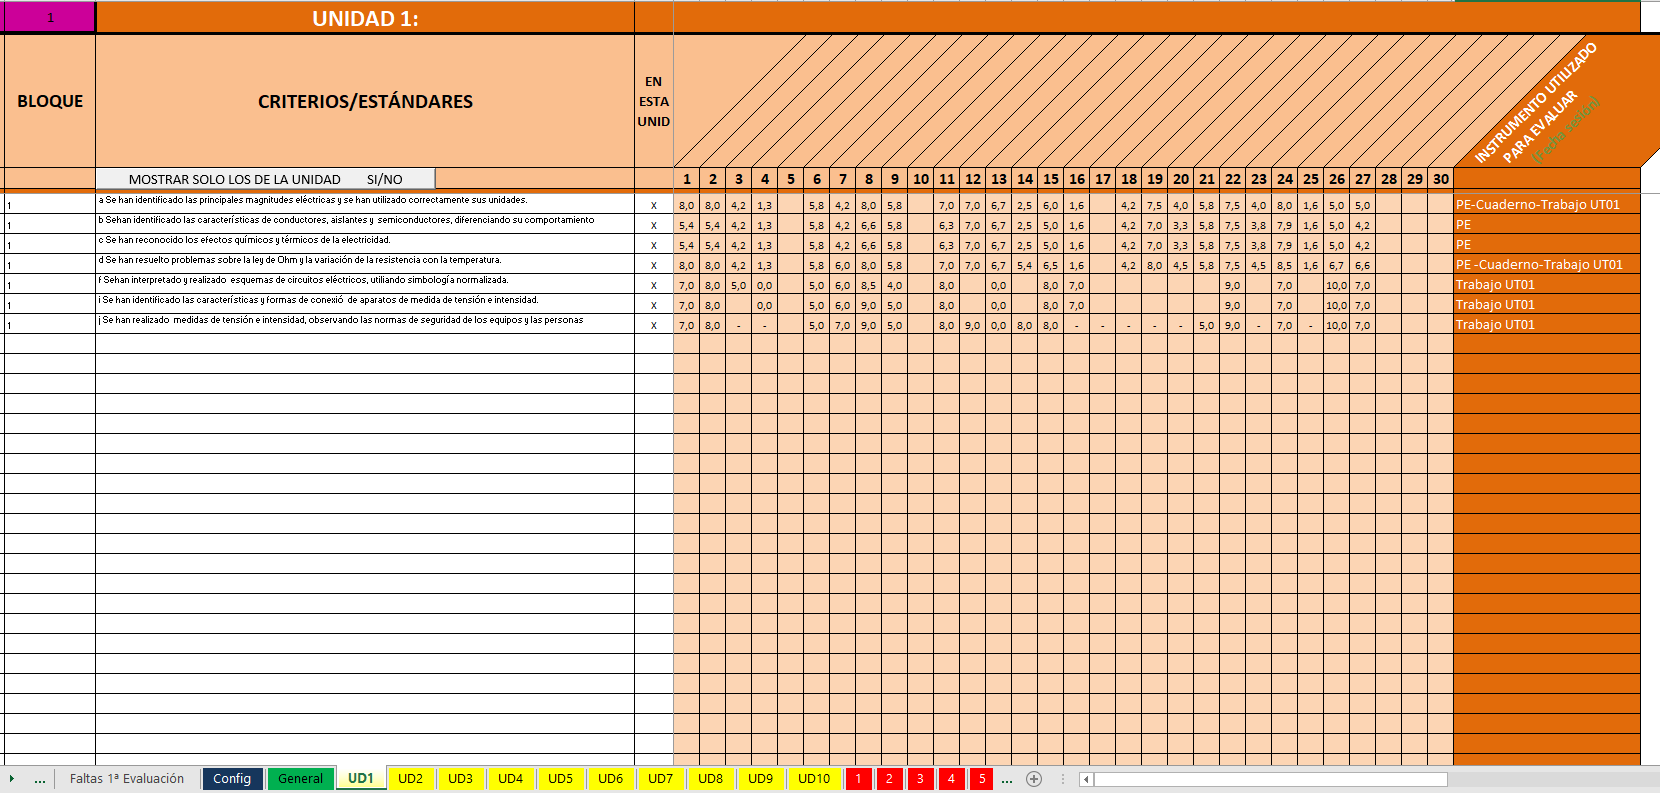 1 UNIDAD 1:
BLOQUE CRITERIOS/ESTÁNDARES EN ESTA UNID
INSTRUMENTO UTILIZADO
PARA EVALUAR
(Fecha sesión)
MOSTRAR SOLO LOS DE LA UNIDAD SI/NO 1 2 3 4 5 6 7 8 9 10 11 12 13 14 15 16 17 18 19 20 21 22 23 24 25 26 27 28 29 30
1 a Se han identificado las principales magnitudes eléctricas y se han utilizado correctamente sus unidades. X 8,0 8,0 4,2 1,3 5,8 4,2 8,0 5,8 7,0 7,0 6,7 2,5 6,0 1,6 4,2 7,5 4,0 5,8 7,5 4,0 8,0 1,6 5,0 5,0 PE-Cuaderno-Trabajo UT01
1 b Sehan identificado las características de conductores, aislantes y semiconductores, diferenciando su comportamiento X 5,4 5,4 4,2 1,3 5,8 4,2 6,6 5,8 6,3 7,0 6,7 2,5 5,0 1,6 4,2 7,0 3,3 5,8 7,5 3,8 7,9 1,6 5,0 4,2 PE
1 c Se han reconocido los efectos químicos y térmicos de la electricidad. X 5,4 5,4 4,2 1,3 5,8 4,2 6,6 5,8 6,3 7,0 6,7 2,5 5,0 1,6 4,2 7,0 3,3 5,8 7,5 3,8 7,9 1,6 5,0 4,2 PE
1 d Se han resuelto problemas sobre la ley de Ohm y la variación de la resistencia con la temperatura. X 8,0 8,0 4,2 1,3 5,8 6,0 8,0 5,8 7,0 7,0 6,7 5,4 6,5 1,6 4,2 8,0 4,5 5,8 7,5 4,5 8,5 1,6 6,7 6,6 PE -Cuaderno-Trabajo UT01
1 f Sehan interpretado y realizado esquemas de circuitos eléctricos, utiliando simbología normalizada. X 7,0 8,0 5,0 0,0 5,0 6,0 8,5 4,0 8,0 0,0 8,0 7,0 9,0 7,0 10,0 7,0 Trabajo UT01
1 i Se han identificado las características y formas de conexió de aparatos de medida de tensión e intensidad. X 7,0 8,0 0,0 5,0 6,0 9,0 5,0 8,0 0,0 8,0 7,0 9,0 7,0 10,0 7,0 Trabajo UT01
1 j Se han realizado medidas de tensión e intensidad, observando las normas de seguridad de los equipos y las personas X 7,0 8,0 - - 5,0 7,0 9,0 5,0 8,0 9,0 0,0 8,0 8,0 - - - - - 5,0 9,0 - 7,0 - 10,0 7,0 Trabajo UT01
... Faltas 1ª Evaluación Config General UD1 UD2 UD3 UD4 UD5 UD6 UD7 UD8 UD9 UD10 1 2 3 4 5 ...